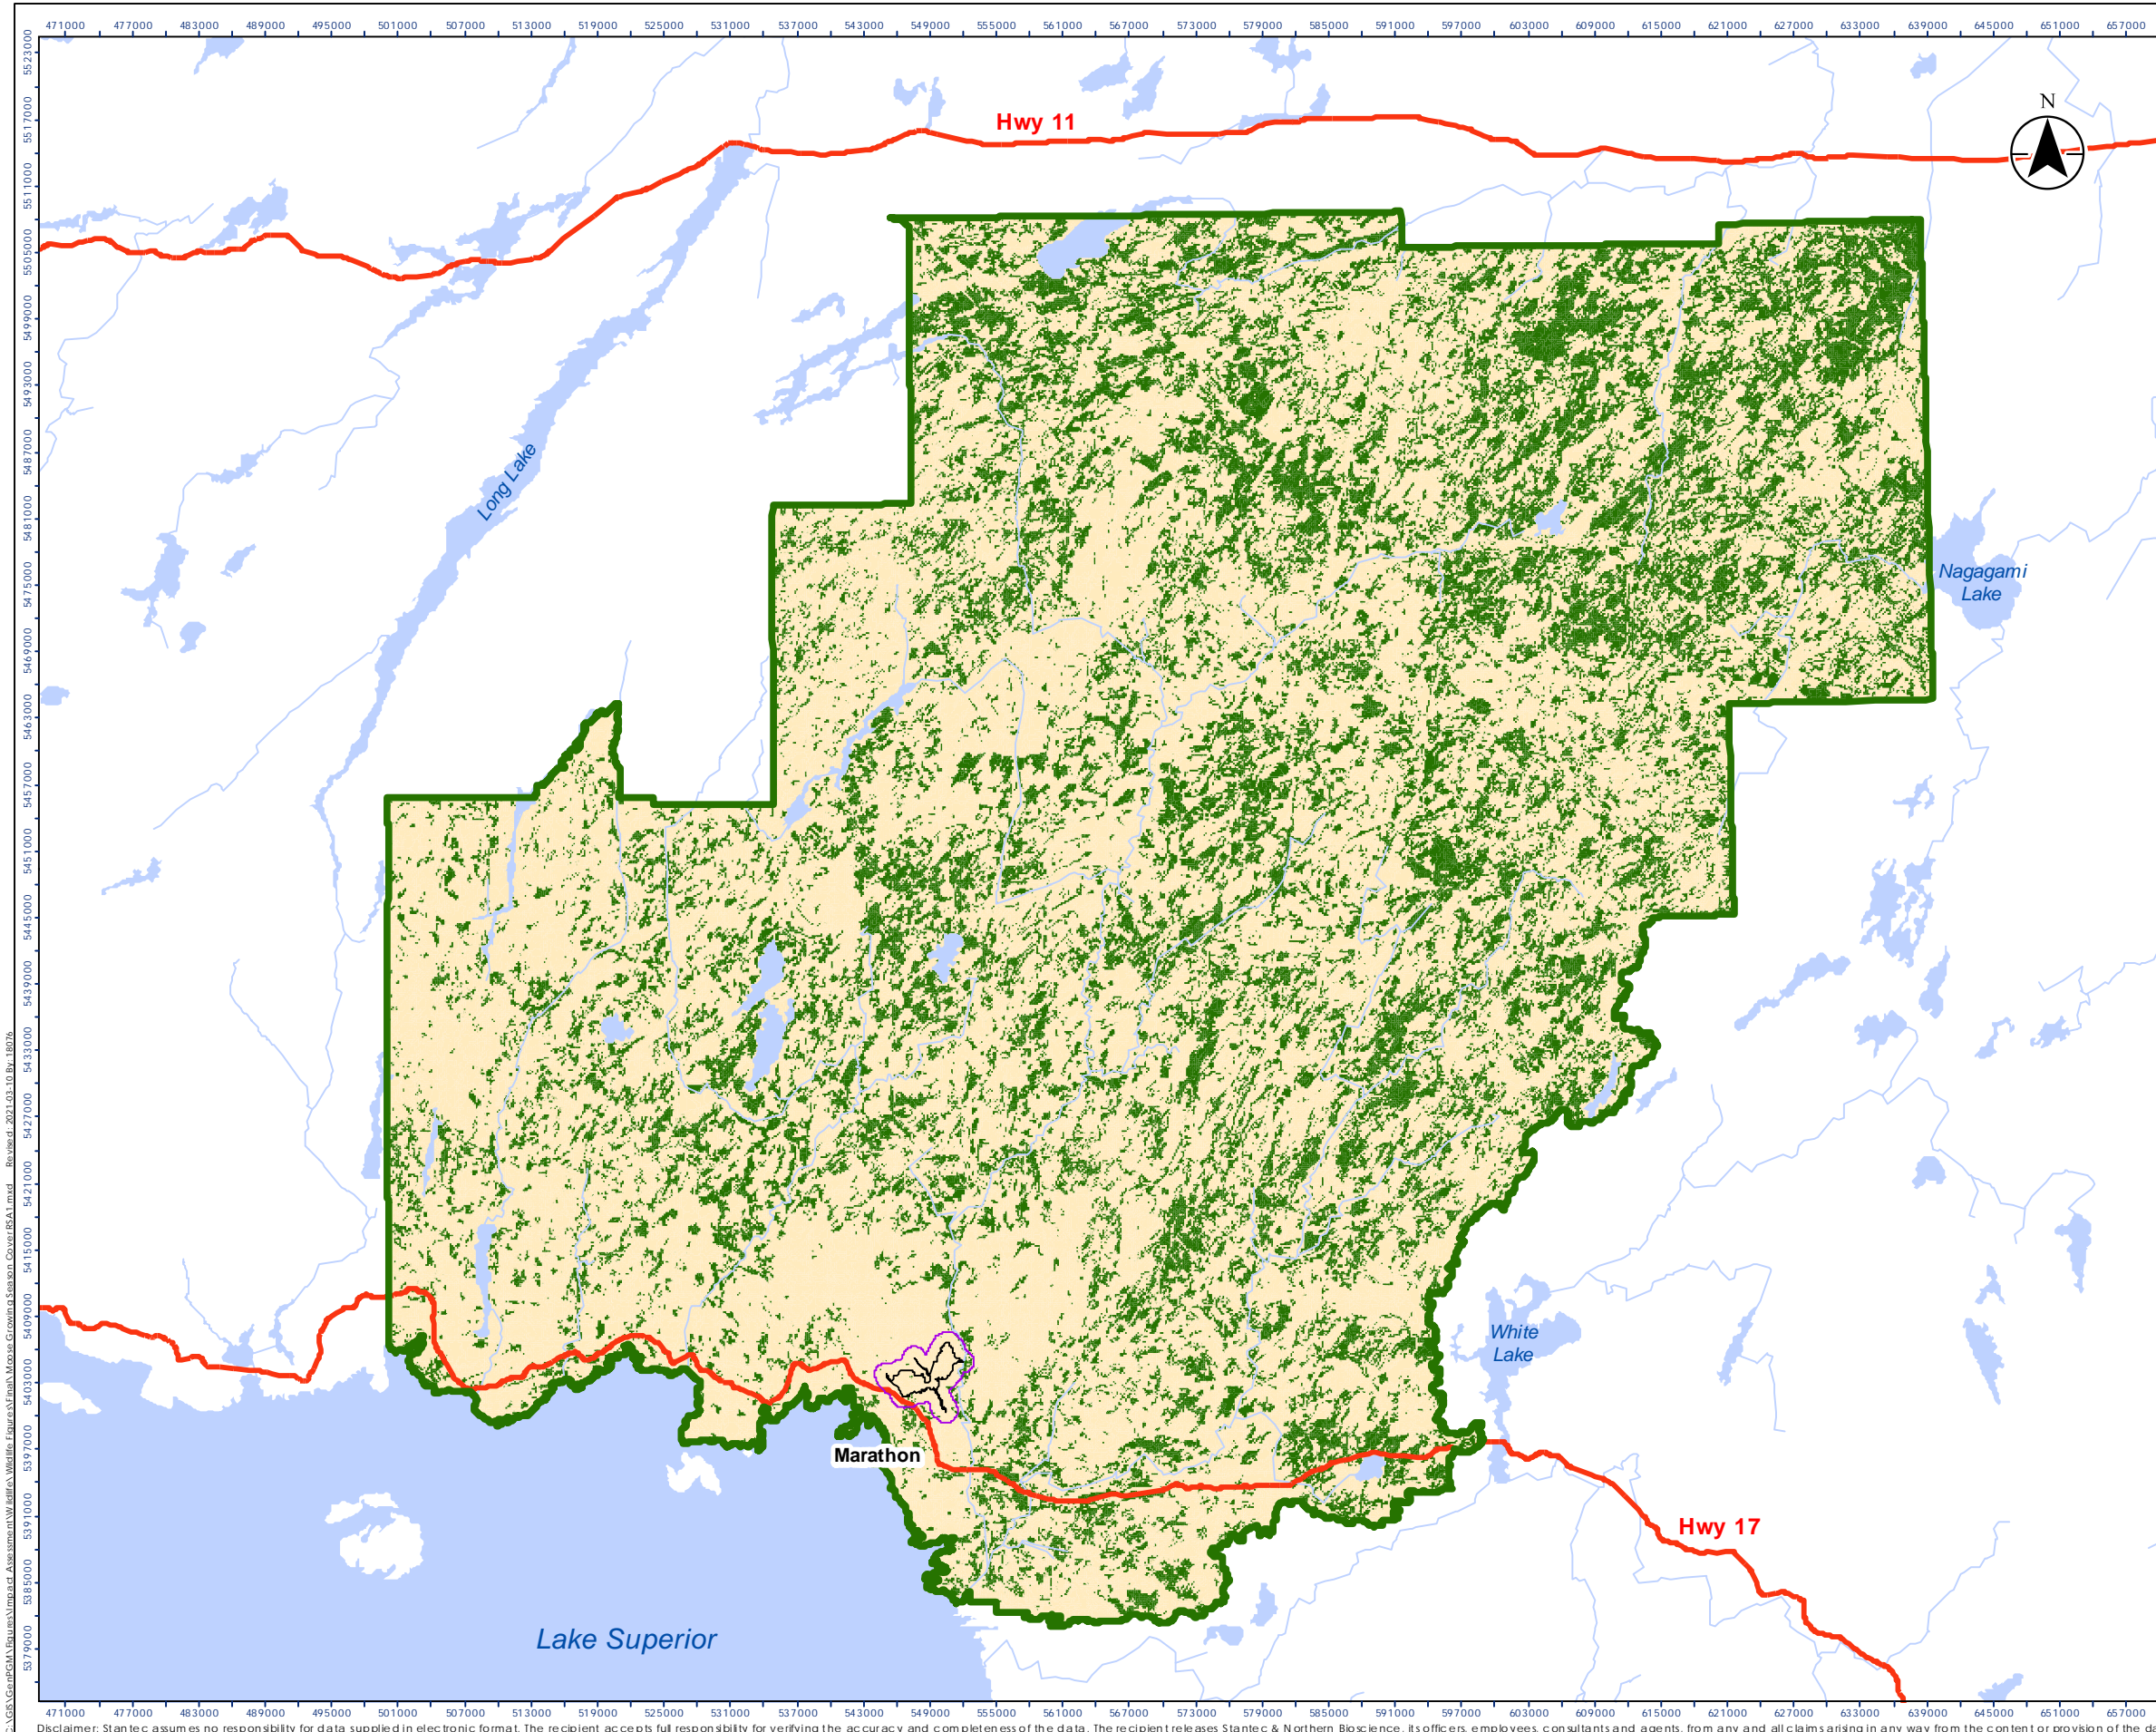 471000 477000 483000 489000 495000 501000 507000 513000 519000 525000 531000 537000 543000 549000 555000 561000 567000 573000 579000 585000 591000 597000 603000 609000 615000 621000 627000 633000 639000 645000 651000 657000
5523000
5517000
5511000
5505000
5499000
5493000
5487000
5481000
5475000
5469000
5463000
5457000
5451000
5445000
5439000
5433000
5427000
5421000
5415000
5409000
5403000
5397000
5391000
5385000
5379000
N
Hwy 11
Long Lake
Nagagami
Lake
White
Lake
Marathon
Hwy 17
Lake Superior
471000 477000 483000 489000 495000 501000 507000 513000 519000 525000 531000 537000 543000 549000 555000 561000 567000 573000 579000 585000 591000 597000 603000 609000 615000 621000 627000 633000 639000 645000 651000 657000
Revised: 2021-03-10 By: 18076
Disclaimer: Stantec assumes no responsibility for data supplied in electronic format. The recipient accepts full responsibility for verifying the accuracy and completeness of the data. The recipient releases Stantec & Northern Bioscience, its officers, employees, consultants and agents, from any and all claims arising in any way from the content or provision of the